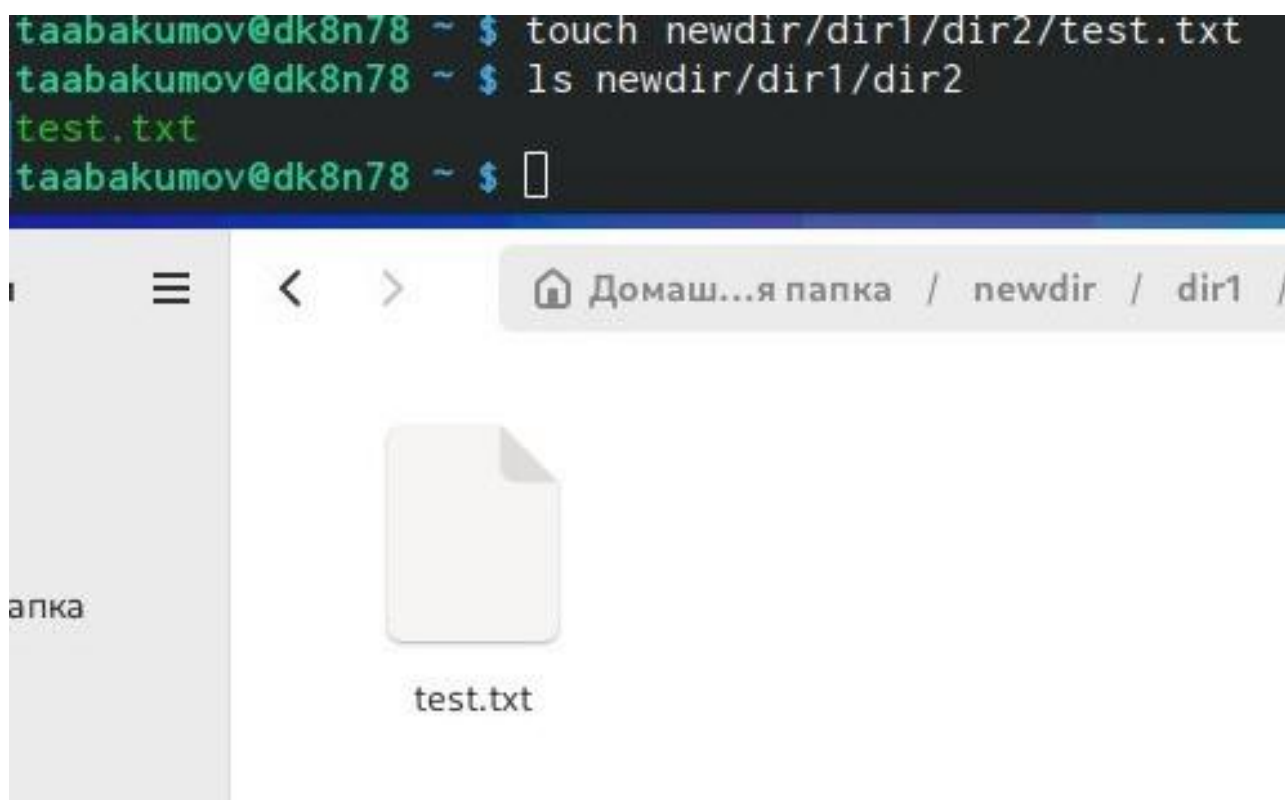 taabakumov@dk8n78 ~ $ touch newdir/dir1/dir2/test.txt
taabakumov@dk8n78 ~ $ ls newdir/dir1/dir2
test.txt
taabakumov@dk8n78 ~ $
Домаш...я папка / newdir / dir1 /
апка
test.txt